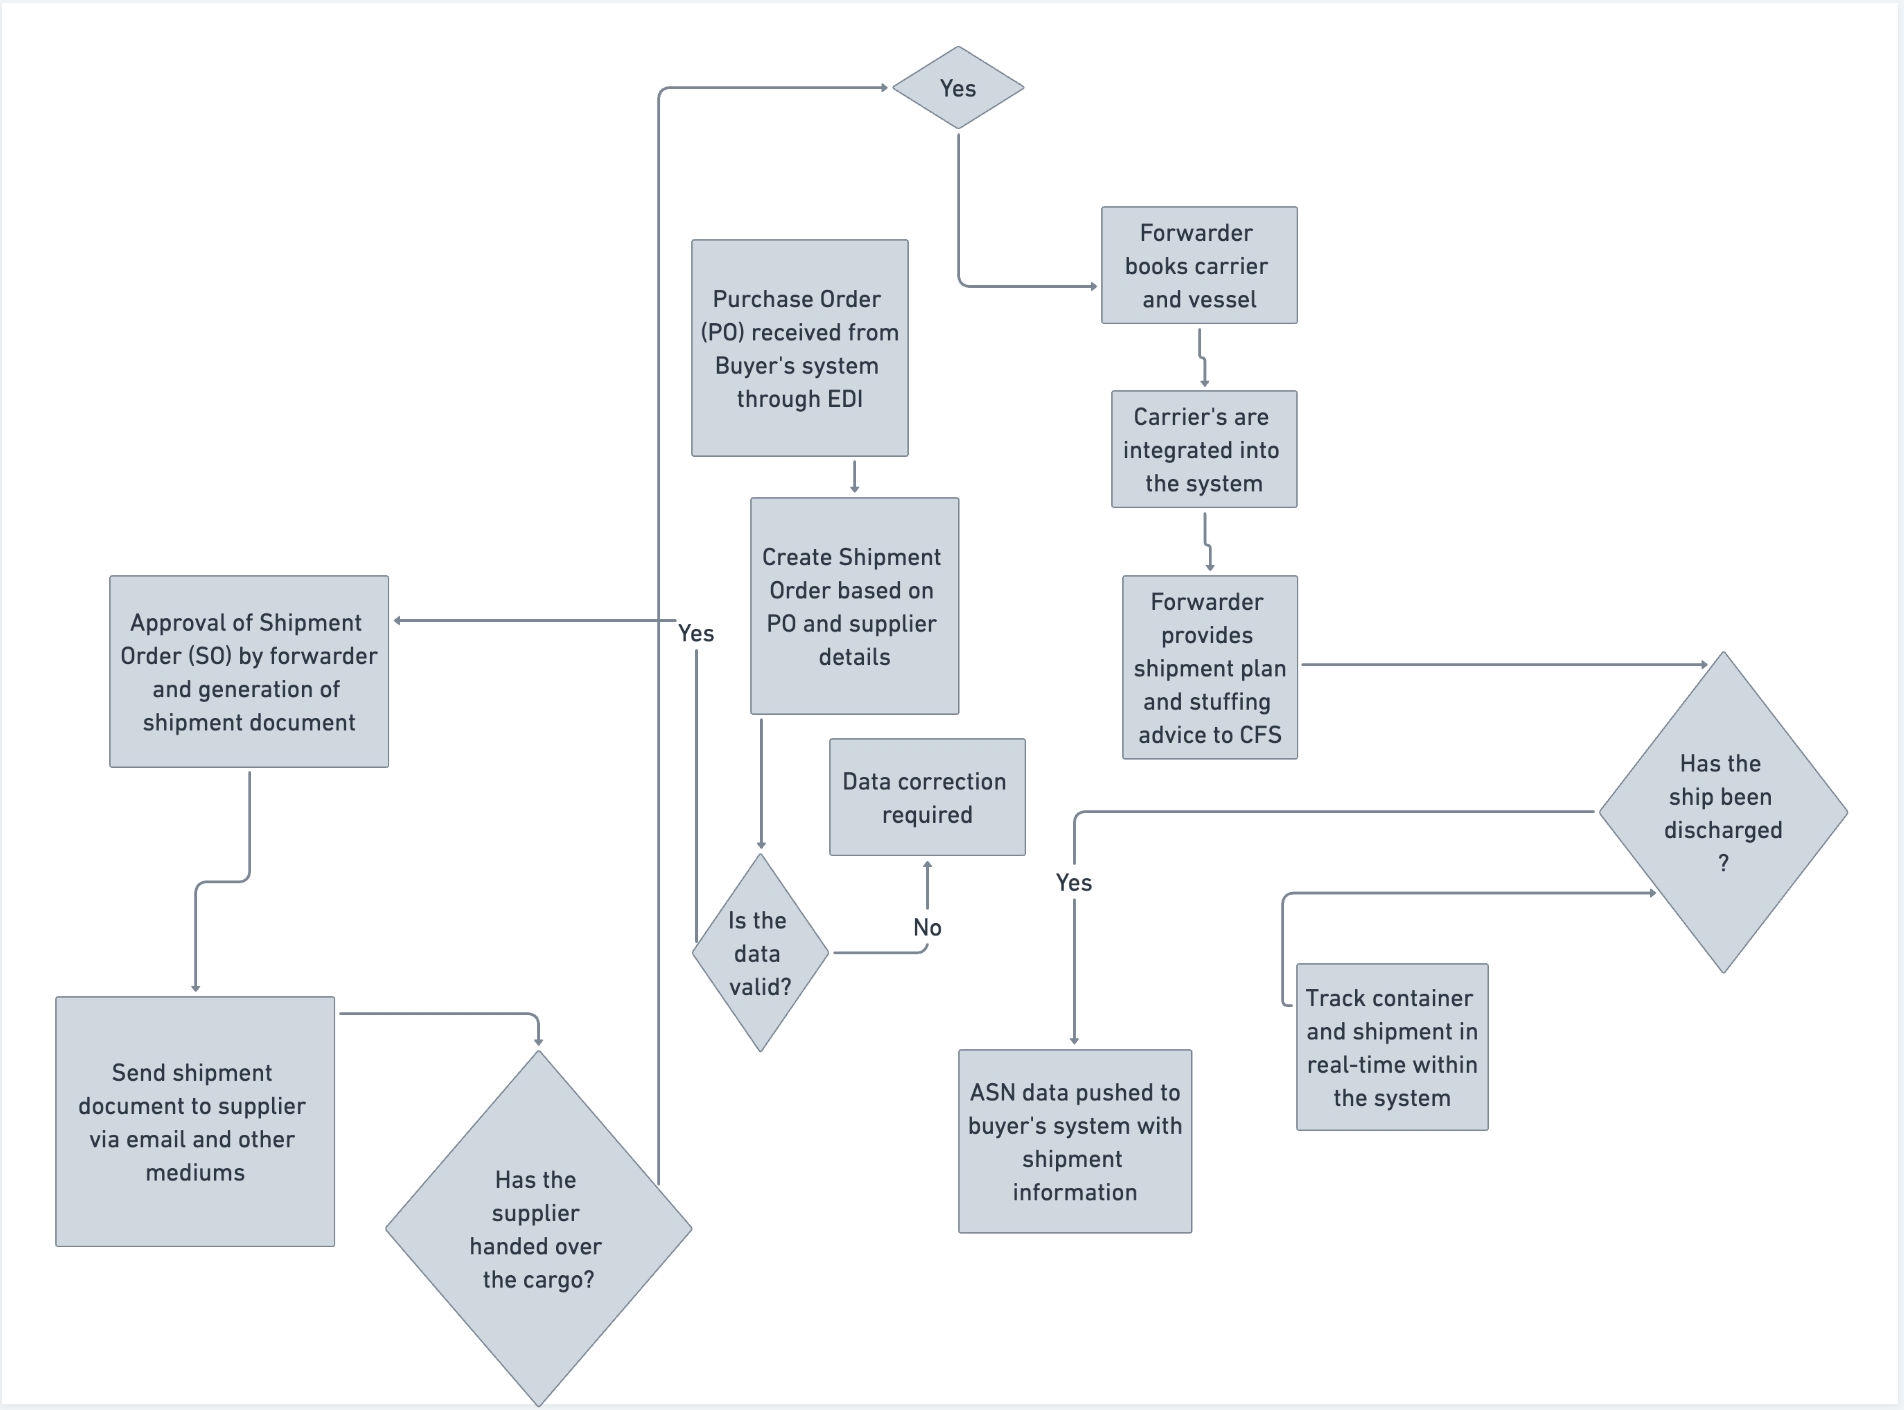 Yes
Forwarder
books carrier
and vessel
Purchase Order
(PO) received from
Buyer's system
through EDI
Carrier's are
integrated into
the system
Create Shipment
Order based on
PO and supplier
details
Yes
Approval of Shipment
Order (SO) by forwarder
and generation of
shipment document
Forwarder
provides
shipment plan
and stuffing
advice to CFS
Has the
ship been
discharged
?
Data correction
required
Yes
No
Is the
data
valid?
Track container
and shipment in
real-time within
the system
Send shipment
document to supplier
via email and other
mediums
ASN data pushed to
buyer's system with
shipment
information
Has the
supplier
handed over
the cargo?